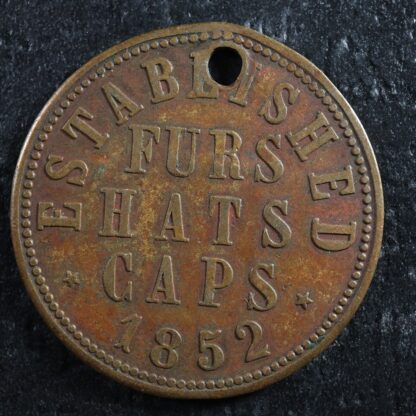 ESTABLISHED
FURS
HATS
CAPS
1852